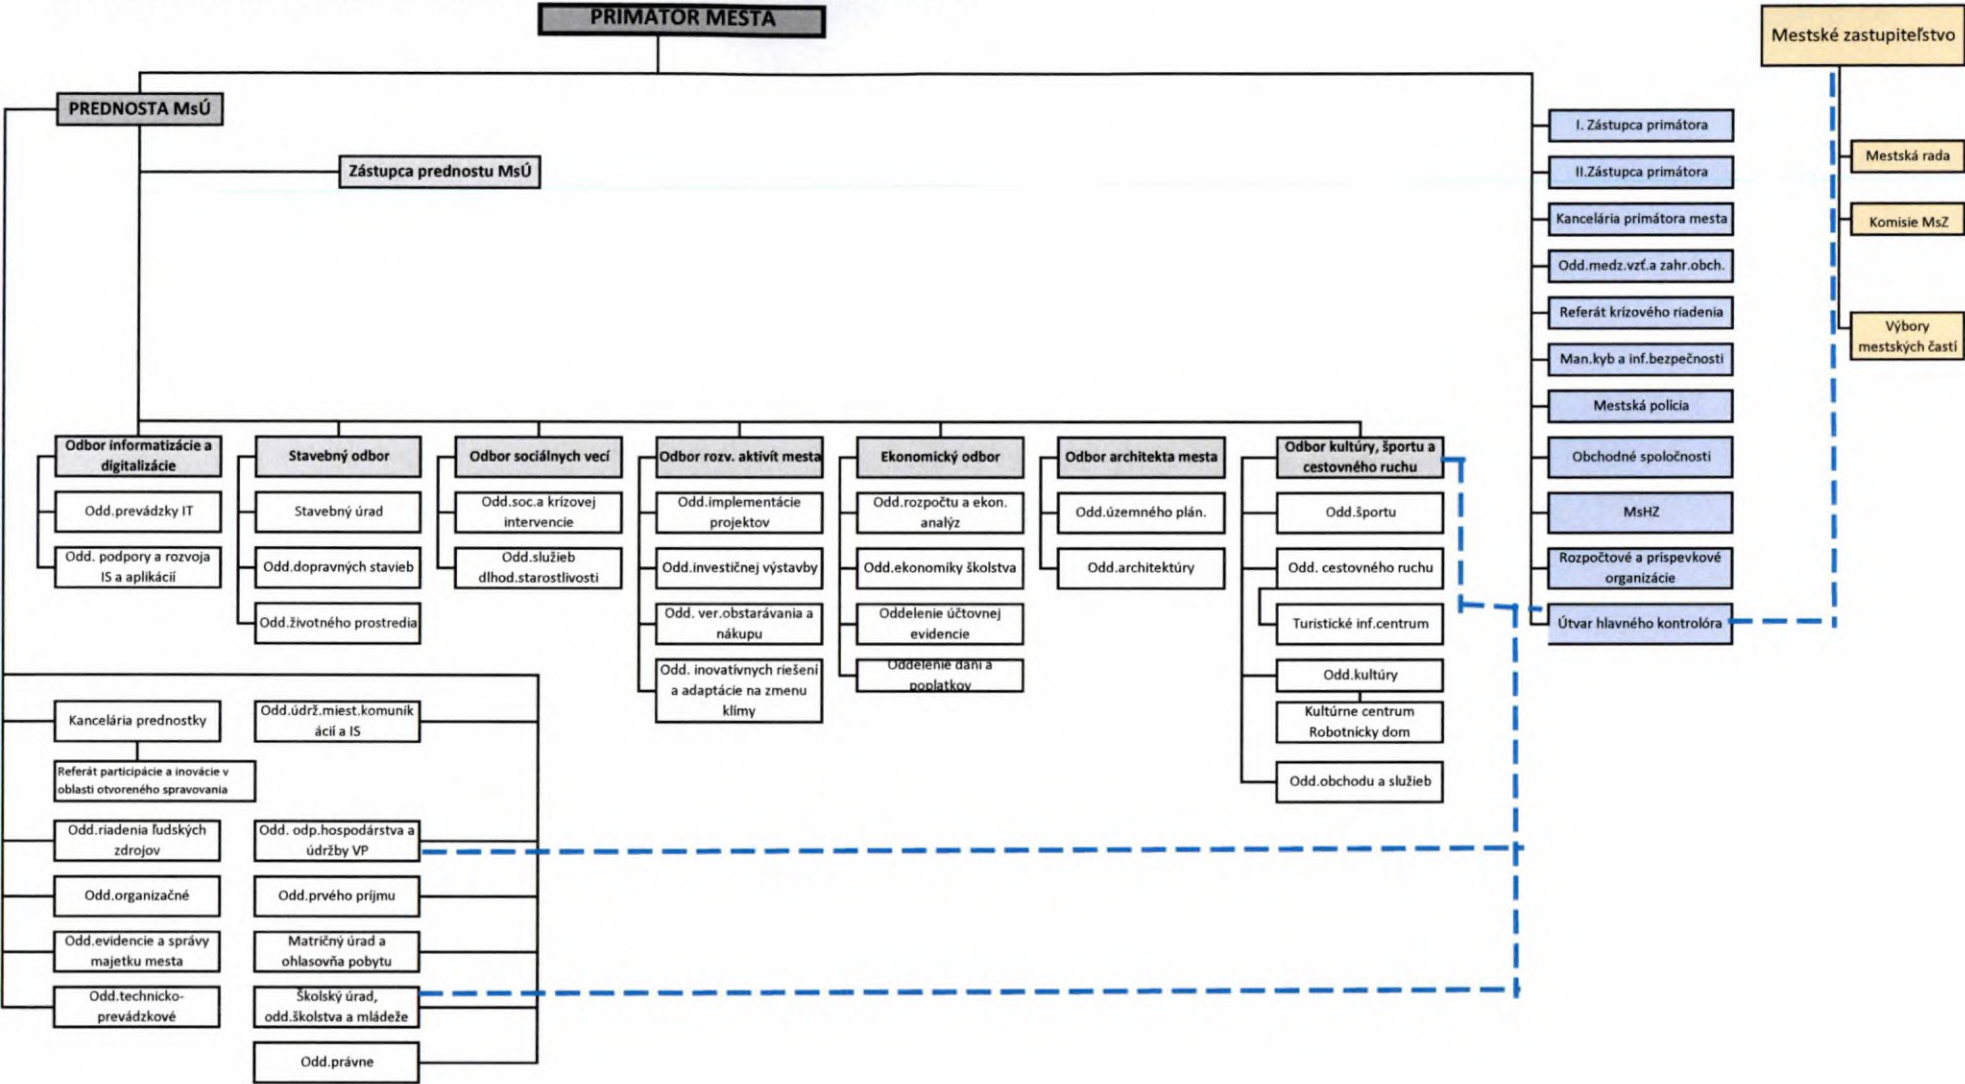 PRIMÁTOR MESTA
Mestské zastupiteľstvo
PREDNOSTA MsÚ
Zástupca prednostu MsÚ
I. Zástupca primátora
II.Zástupca primátora
Kancelária primátora mesta
Odd.medz.vzť.a zahr.obch.
Referát krízového riadenia
Man.kyb a inf.bezpečnosti
Mestská polícia
Obchodné spoločnosti
MsHZ
Rozpočtové a príspevkové
organizácie
Útvar hlavného kontrolóra
Mestská rada
Komisie MsZ
Výbory
mestských častí
Odbor informatizácie a
digitalizácie
Odd.prevádzky IT
Odd. podpory a rozvoja
IS a aplikácií
Stavebný odbor
Stavebný úrad
Odd.dopravných stavieb
Odd.životného prostredia
Odbor sociálnych vecí
Odd.soc.a krízovej
intervencie
Odd.služieb
dlhod.starostlivosti
Odbor rozv. aktivít mesta
Odd.implementácie
projektov
Odd.investičnej výstavby
Odd. ver.obstarávania a
nákupu
Odd. inovatívnych riešení
a adaptácie na zmenu
klímy
Ekonomický odbor
Odd.rozpočtu a ekon.
analýz
Odd.ekonomiky školstva
Oddelenie účtovnej
evidencie
Oddelenie daní a
poplatkov
Odbor architekta mesta
Odd.územného plán.
Odd.architektúry
Odbor kultúry, športu a
cestovného ruchu
Odd.športu
Odd. cestovného ruchu
Turistické inf.centrum
Odd.kultúry
Kultúrne centrum
Robotnícky dom
Odd.obchodu a služieb
Kancelária prednostky
Referát participácie a inovácie v
oblasti otvoreného spravovania
Odd.riadenia ľudských
zdrojov
Odd.organizačné
Odd.evidencie a správy
majetku mesta
Odd.technicko-
prevádzkové
Odd.údrž.miest.komunik
ácií a IS
Odd. odp.hospodárstva a
údržby VP
Odd.prvého príjmu
Matričný úrad a
ohlasovňa pobytu
Školský úrad,
odd.školstva a mládeže
Odd.právne